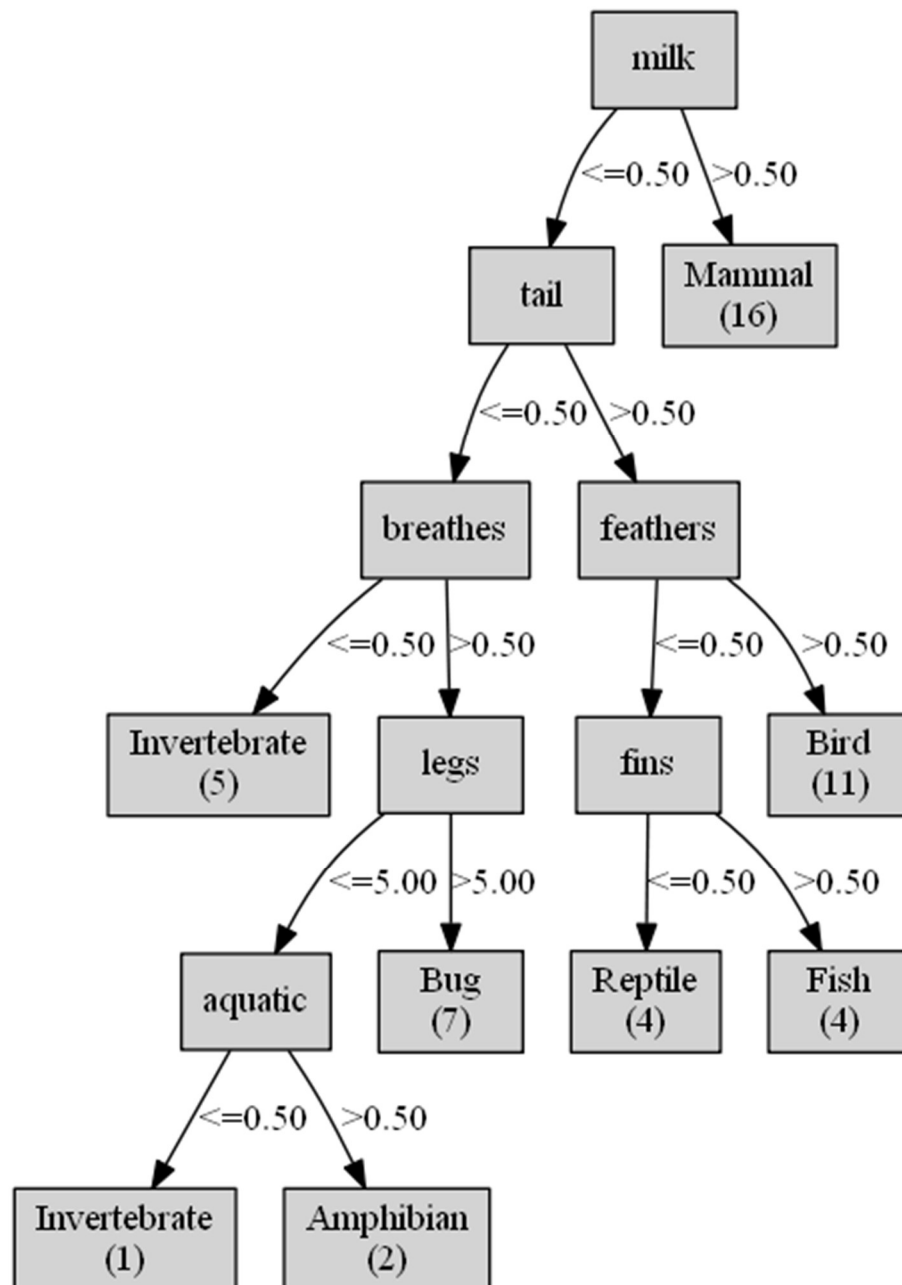 milk
<=0.50
>0.50
tail
Mammal
(16)
<=0.50
>0.50
breathes
feathers
<=0.50
>0.50
<=0.50
>0.50
Invertebrate
(5)
legs
fins
Bird
(11)
<=5.00
>5.00
<=0.50
>0.50
aquatic
Bug
(7)
Reptile
(4)
Fish
(4)
<=0.50
>0.50
Invertebrate
(1)
Amphibian
(2)